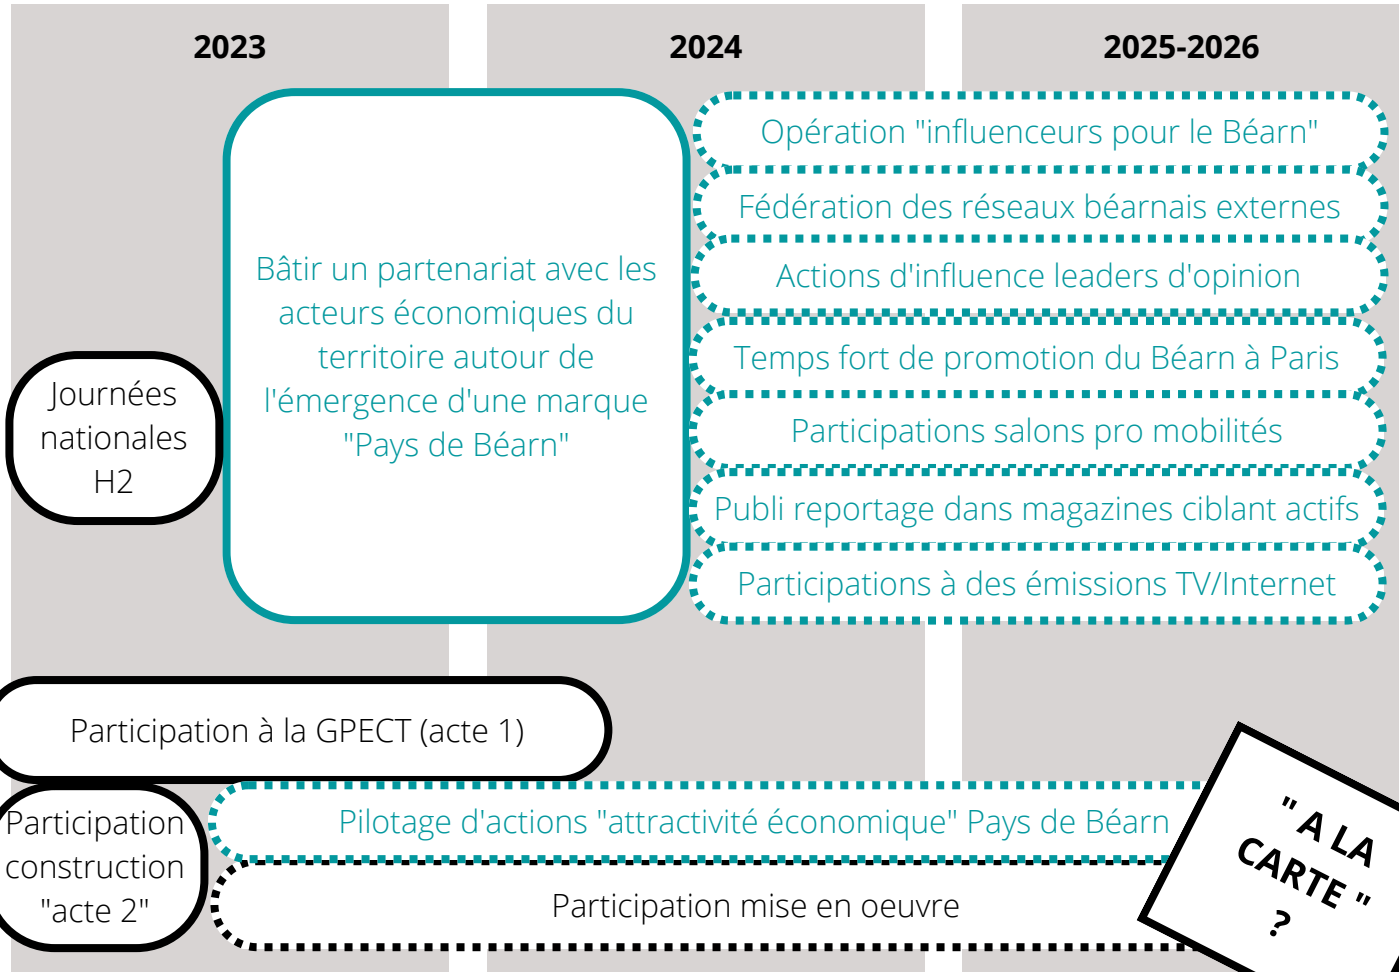 2023
2024
2025-2026
Journées
nationales
H2
Bâtir un partenariat avec les
acteurs économiques du
territoire autour de
l'émergence d'une marque
"Pays de Béarn"
Opération "influenceurs pour le Béarn"
Fédération des réseaux béarnais externes
Actions d'influence leaders d'opinion
Temps fort de promotion du Béarn à Paris
Participations salons pro mobilités
Publi reportage dans magazines ciblant actifs
Participations à des émissions TV/Internet
Participation à la GPECT (acte 1)
Participation
construction
"acte 2"
Pilotage d'actions "attractivité économique" Pays de Béarn
Participation mise en oeuvre
" A LA
CARTE "
?